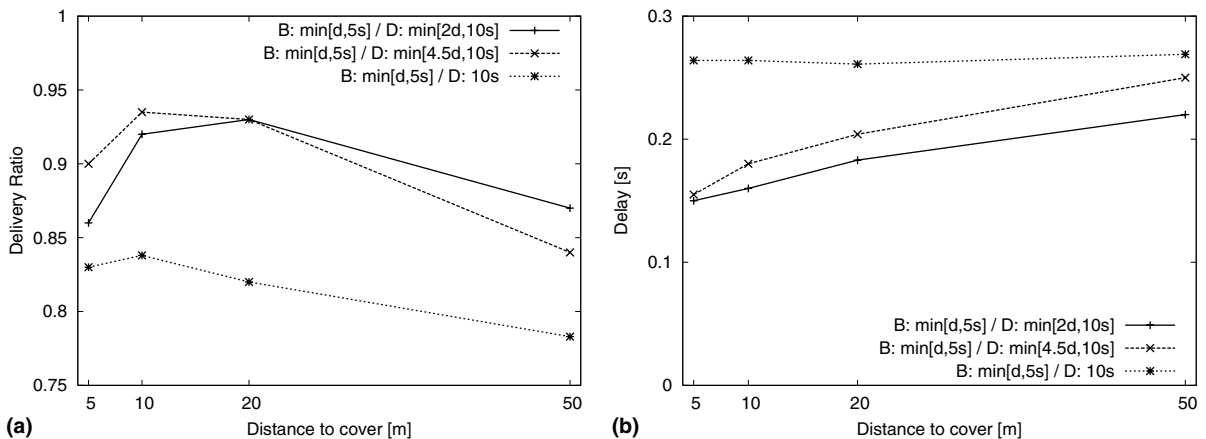 1
0.95
0.9
0.85
0.8
0.75
Delivery Ratio
B: min[d,5s] / D: min[2d,10s]
B: min[d,5s] / D: min[4.5d,10s]
B: min[d,5s] / D: 10s
5 10 20 50
Distance to cover [m]
(a)
0.3
0.2
0.1
0
Delay [s]
B: min[d,5s] / D: min[2d,10s]
B: min[d,5s] / D: min[4.5d,10s]
B: min[d,5s] / D: 10s
5 10 20 50
Distance to cover [m]
(b)